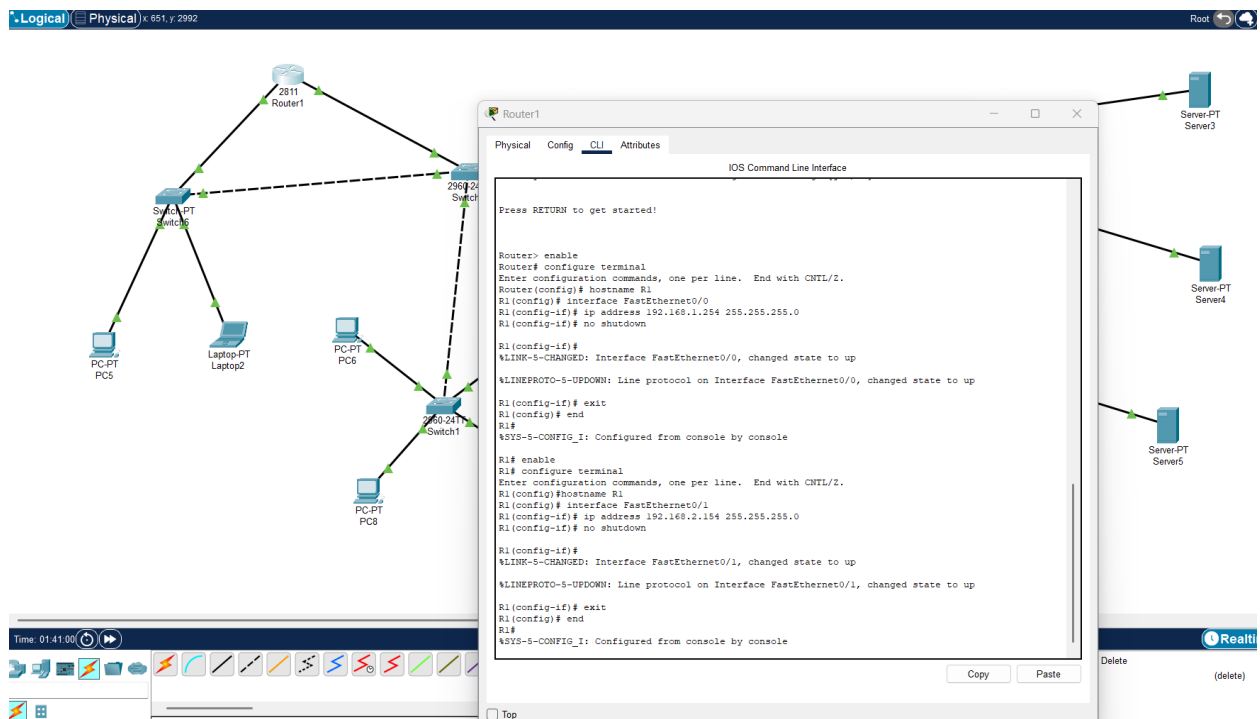 Logical Physical x: 651, y: 2992 Root
2811
Router1
Server-PT
Server3
Switch-PT
Switch6
PC-PT
PC5
Laptop-PT
Laptop2
PC-PT
PC6
Switch1
PC-PT
PC8
Server-PT
Server4
Server-PT
Server5
Router1
Physical Config CLI Attributes
IOS Command Line Interface
Press RETURN to get started!
Router> enable
Router# configure terminal
Enter configuration commands, one per line. End with CNTL/Z.
Router(config)# hostname R1
R1(config)# interface FastEthernet0/0
R1(config-if)# ip address 192.168.1.254 255.255.255.0
R1(config-if)# no shutdown
R1(config-if)#
%LINK-5-CHANGED: Interface FastEthernet0/0, changed state to up
%LINEPROTO-5-UPDOWN: Line protocol on Interface FastEthernet0/0, changed state to up
R1(config-if)# exit
R1(config)# end
R1#
%SYS-5-CONFIG_I: Configured from console by console
R1# enable
R1# configure terminal
Enter configuration commands, one per line. End with CNTL/Z.
R1(config)#hostname R1
R1(config)# interface FastEthernet0/1
R1(config-if)# ip address 192.168.2.154 255.255.255.0
R1(config-if)# no shutdown
R1(config-if)#
%LINK-5-CHANGED: Interface FastEthernet0/1, changed state to up
%LINEPROTO-5-UPDOWN: Line protocol on Interface FastEthernet0/1, changed state to up
R1(config-if)# exit
R1(config)# end
R1#
%SYS-5-CONFIG_I: Configured from console by console
Copy Paste
Top
Time: 01:41:00
Delete
(delete)